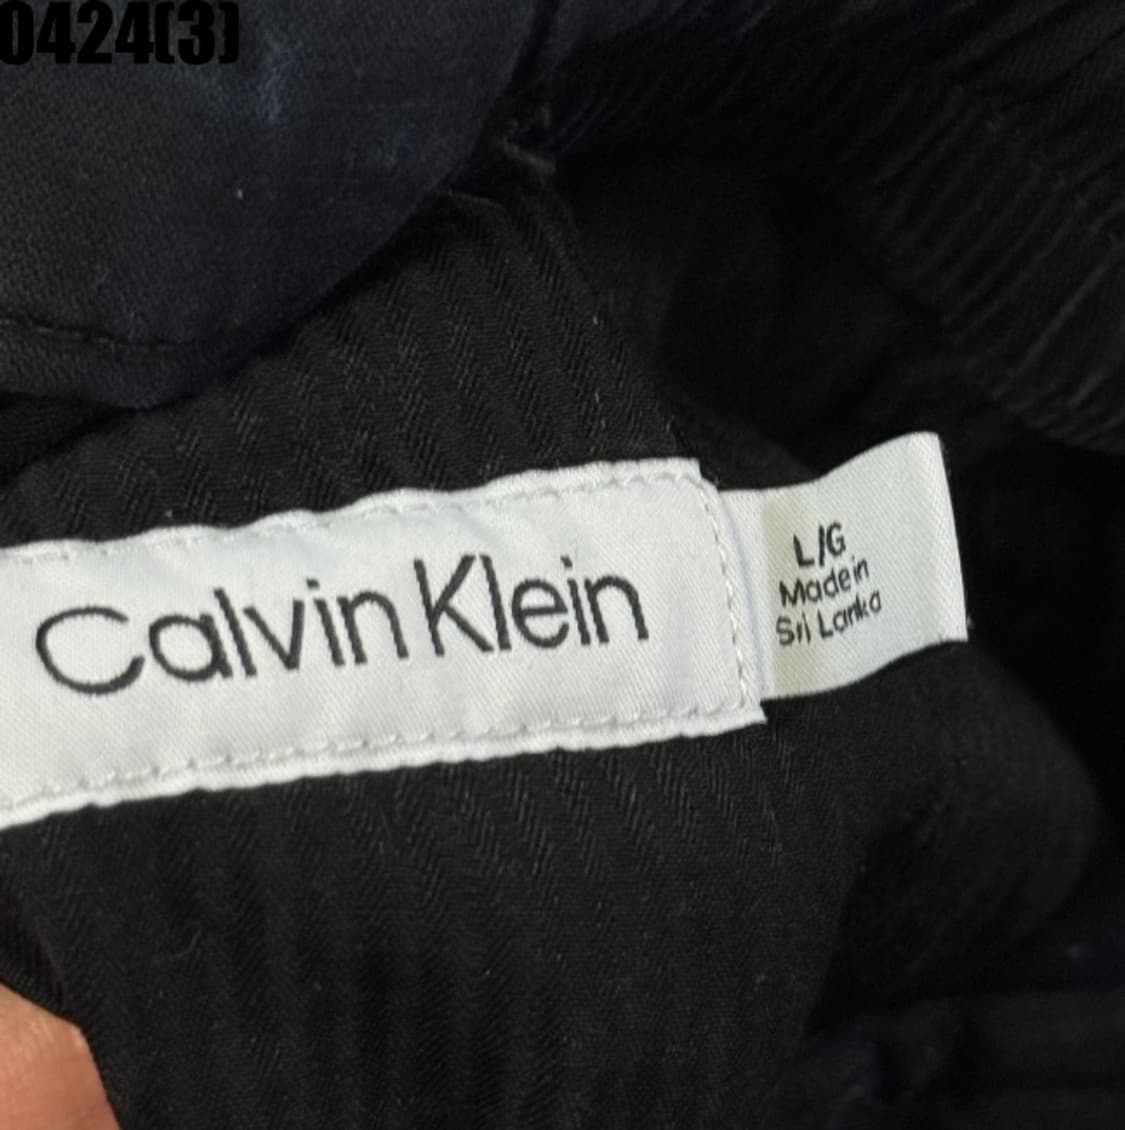 0424(3)
Calvin Klein
L/G
Made in
Sri Lanka